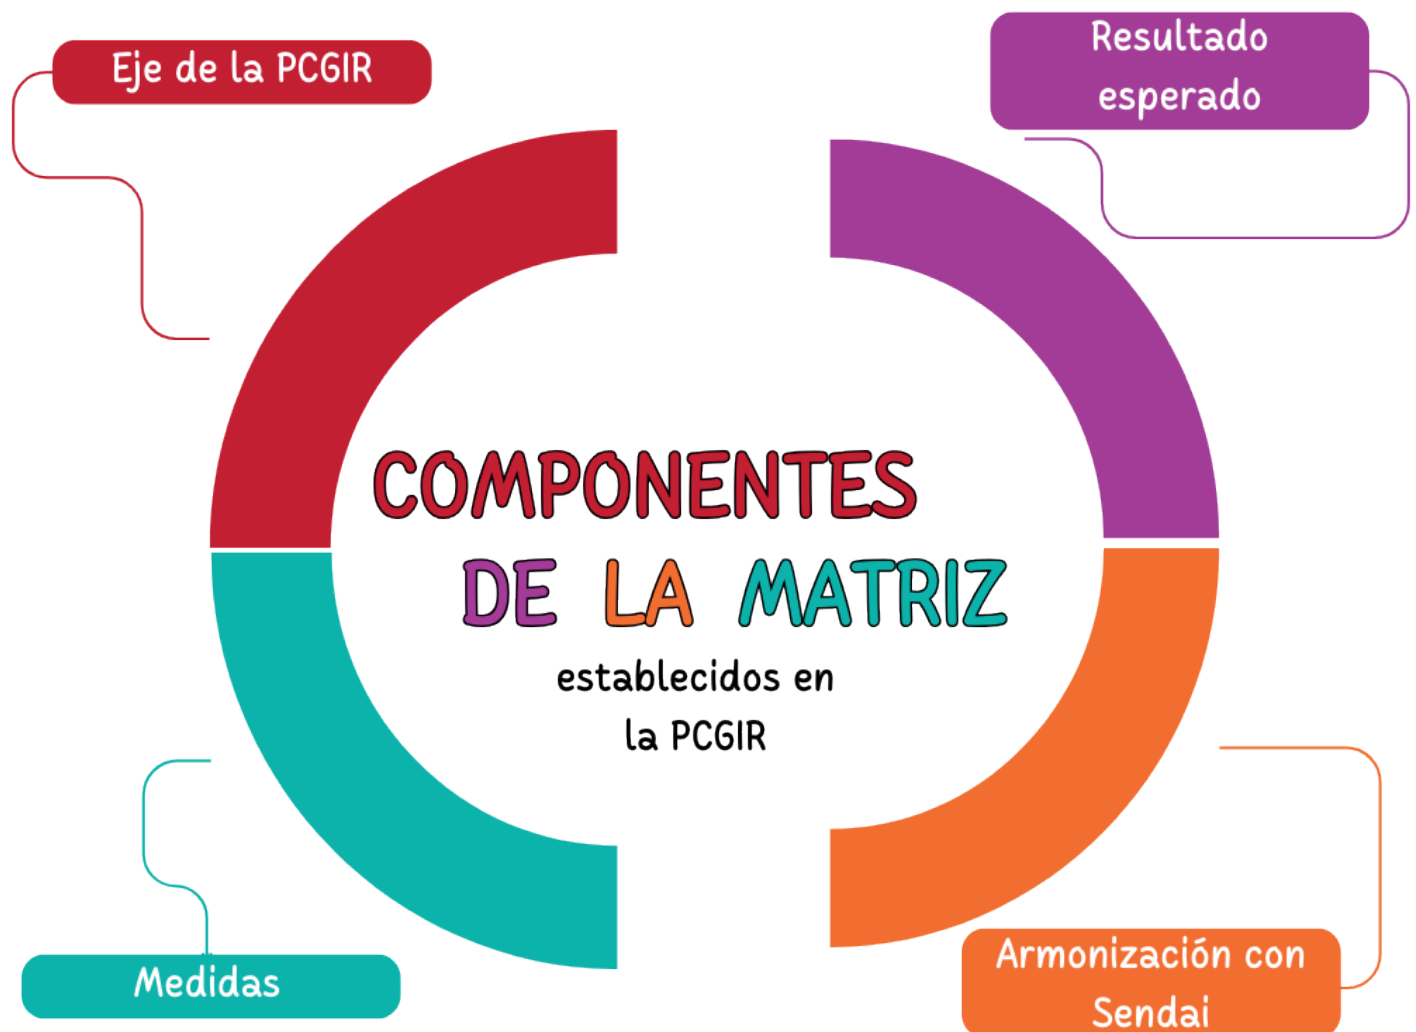 Eje de la PCGIR
Resultado
esperado
COMPONENTES
DE LA MATRIZ
establecidos en
la PCGIR
Medidas
Armonización con
Sendai